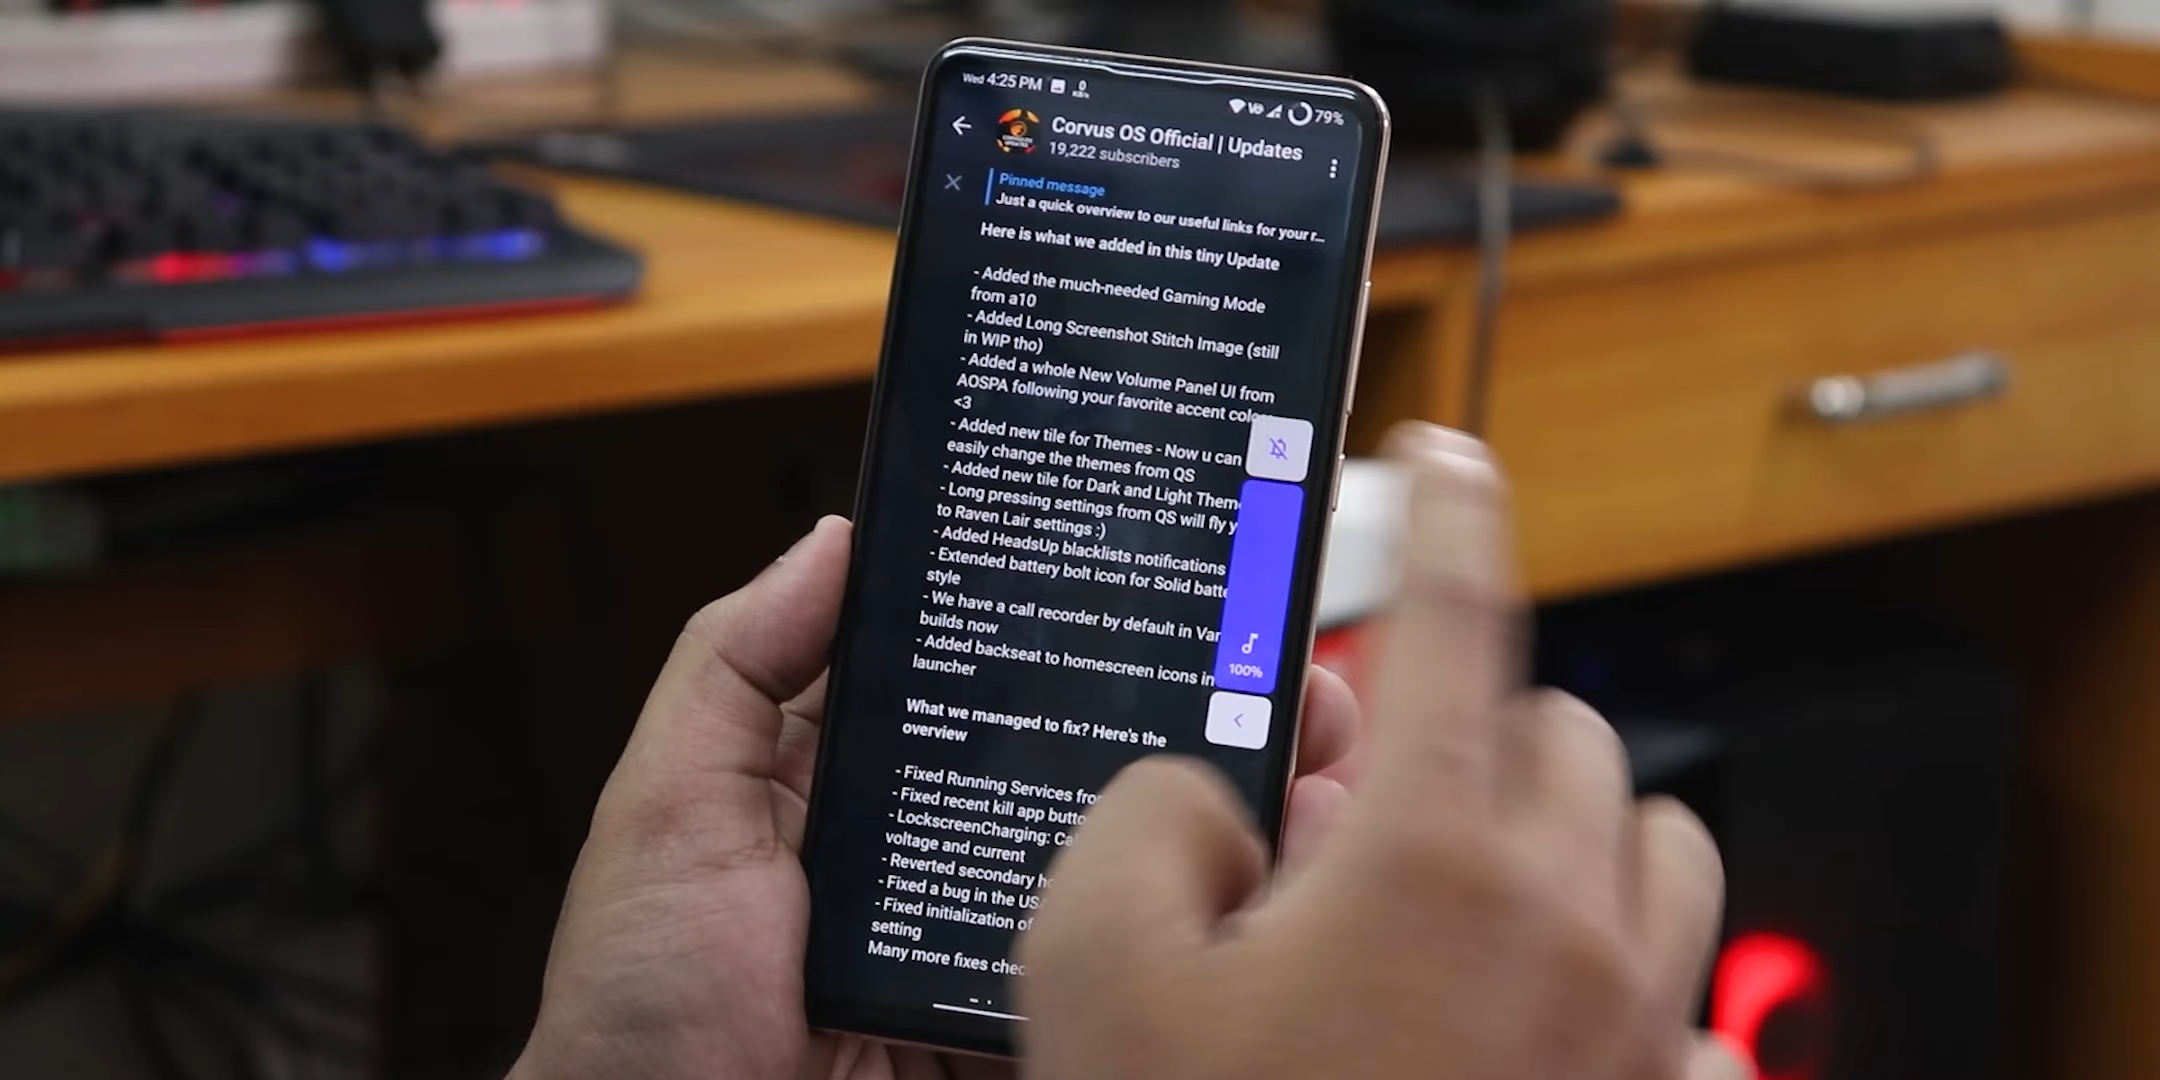 Wed 4:25 PM 0 KB/s Vo 79%
Corvus OS Official | Updates
19,222 subscribers
Pinned message
Just a quick overview to our useful links for your r...
Here is what we added in this tiny Update
- Added the much-needed Gaming Mode
from a10
- Added Long Screenshot Stitch Image (still
in WIP tho)
- Added a whole New Volume Panel UI from
AOSPA following your favorite accent color
<3
- Added new tile for Themes - Now u can
easily change the themes from QS
- Added new tile for Dark and Light Them
- Long pressing settings from QS will fly y
to Raven Lair settings :)
- Added HeadsUp blacklists notifications
- Extended battery bolt icon for Solid batte
style
- We have a call recorder by default in Van
builds now
- Added backseat to homescreen icons in
launcher
100%
What we managed to fix? Here's the
overview
- Fixed Running Services fro
- Fixed recent kill app butto
- LockscreenCharging: Ca
voltage and current
- Reverted secondary ho
- Fixed a bug in the US
- Fixed initialization of
setting
Many more fixes chec